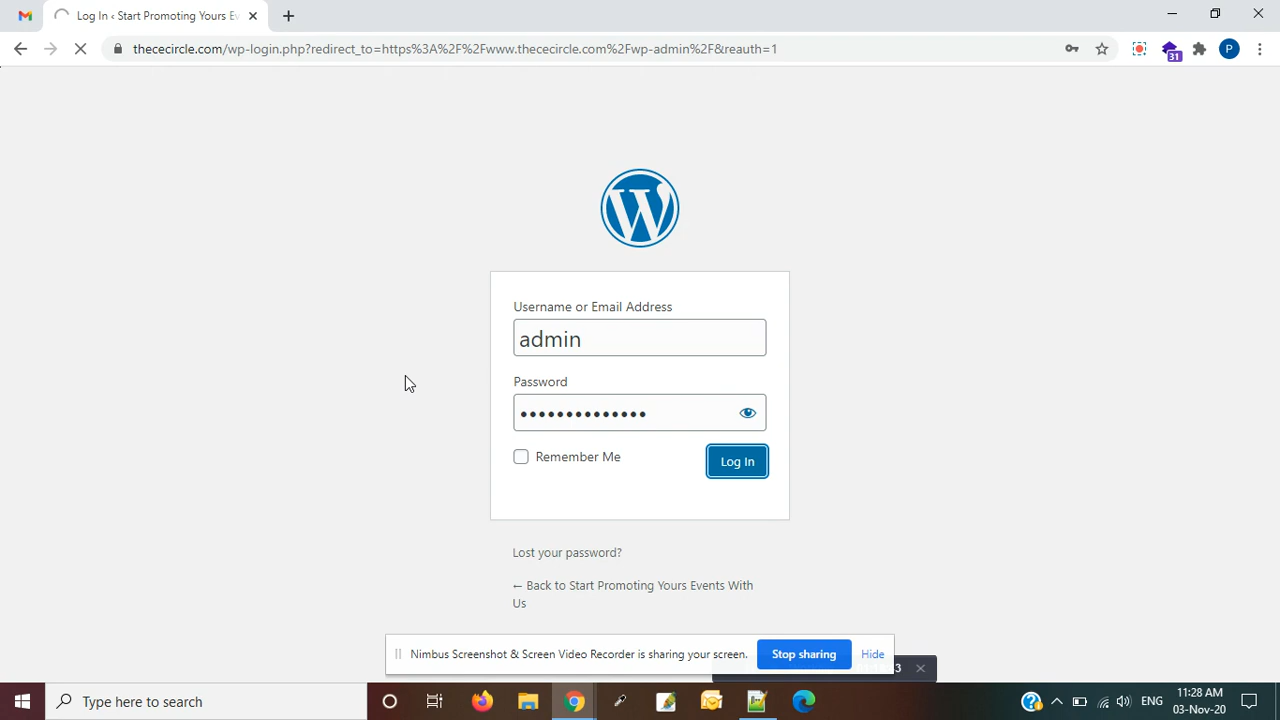 Log In ‹ Start Promoting Yours Ev
thececircle.com/wp-login.php?redirect_to=https%3A%2F%2Fwww.thececircle.com%2Fwp-admin%2F&reauth=1
31
P
W
Username or Email Address
admin
Password
••••••••••••••
Remember Me
Log In
Lost your password?
← Back to Start Promoting Yours Events With
Us
Nimbus Screenshot & Screen Video Recorder is sharing your screen.
Stop sharing
Hide
3
Type here to search
ENG
11:28 AM
03-Nov-20